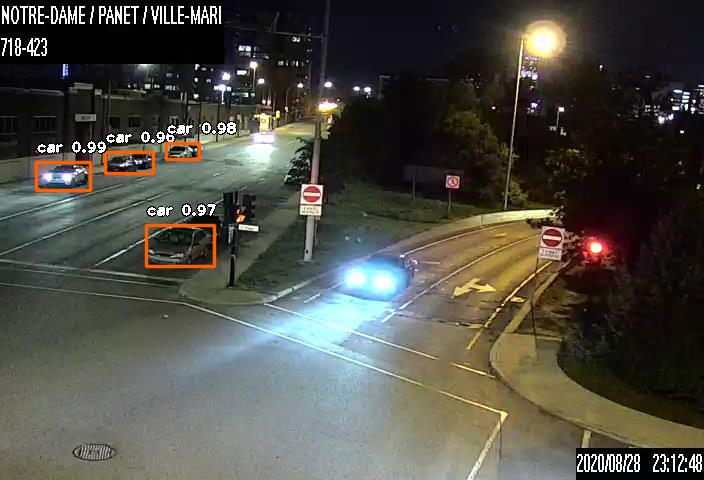 NOTRE-DAME / PANET / VILLE-MARI
718-423
car 0.99
car 0.96
car 0.98
car 0.97
2020/08/28 23:12:48